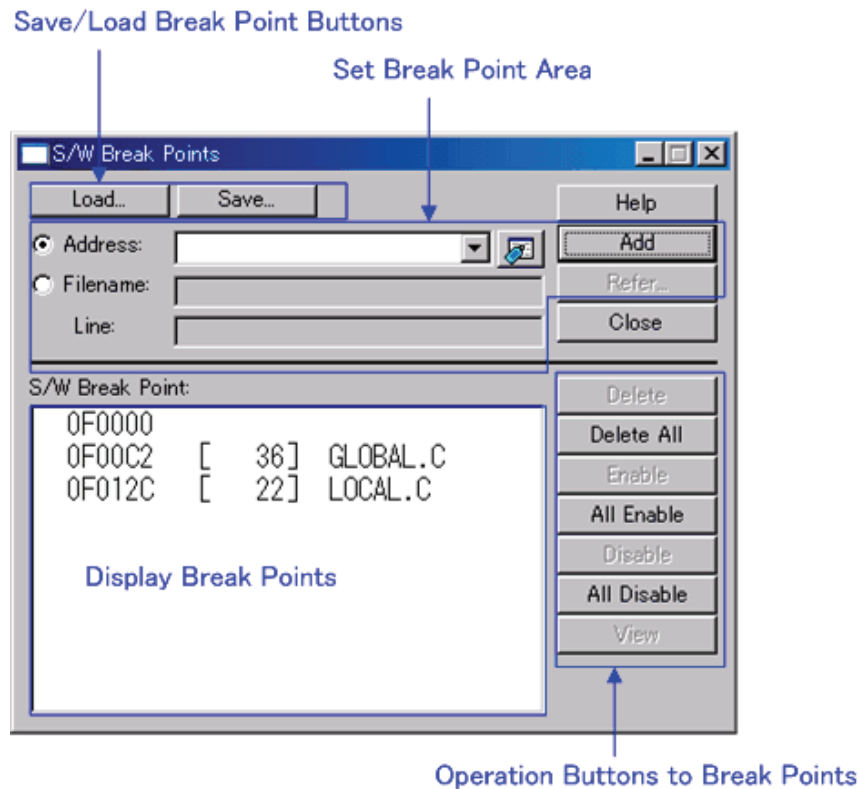 Save/Load Break Point Buttons
Set Break Point Area
S/W Break Points
Load...
Save...
Help
Address:
Add
Filename:
Refer...
Line:
Close
S/W Break Point:
Delete
0F0000
Delete All
0F00C2 [ 36] GLOBAL.C
Enable
0F012C [ 22] LOCAL.C
All Enable
Disable
Display Break Points
All Disable
View
Operation Buttons to Break Points